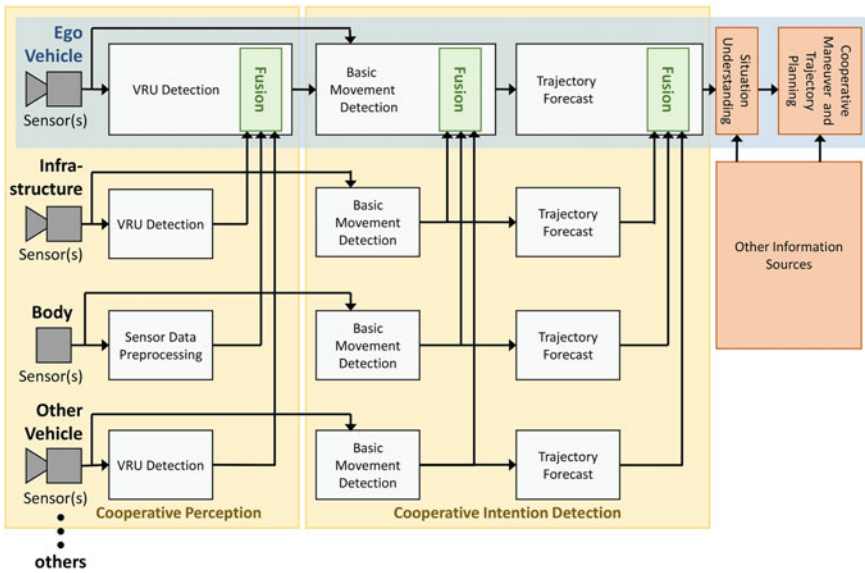 Ego
Vehicle
Sensor(s)
VRU Detection
Fusion
Basic
Movement
Detection
Fusion
Trajectory
Forecast
Fusion
Situation
Understanding
Cooperative
Maneuver and
Trajectory
Planning
Infra-
structure
Sensor(s)
VRU Detection
Basic
Movement
Detection
Trajectory
Forecast
Other Information
Sources
Body
Sensor(s)
Sensor Data
Preprocessing
Basic
Movement
Detection
Trajectory
Forecast
Other
Vehicle
Sensor(s)
VRU Detection
Basic
Movement
Detection
Trajectory
Forecast
Cooperative Perception
Cooperative Intention Detection
others